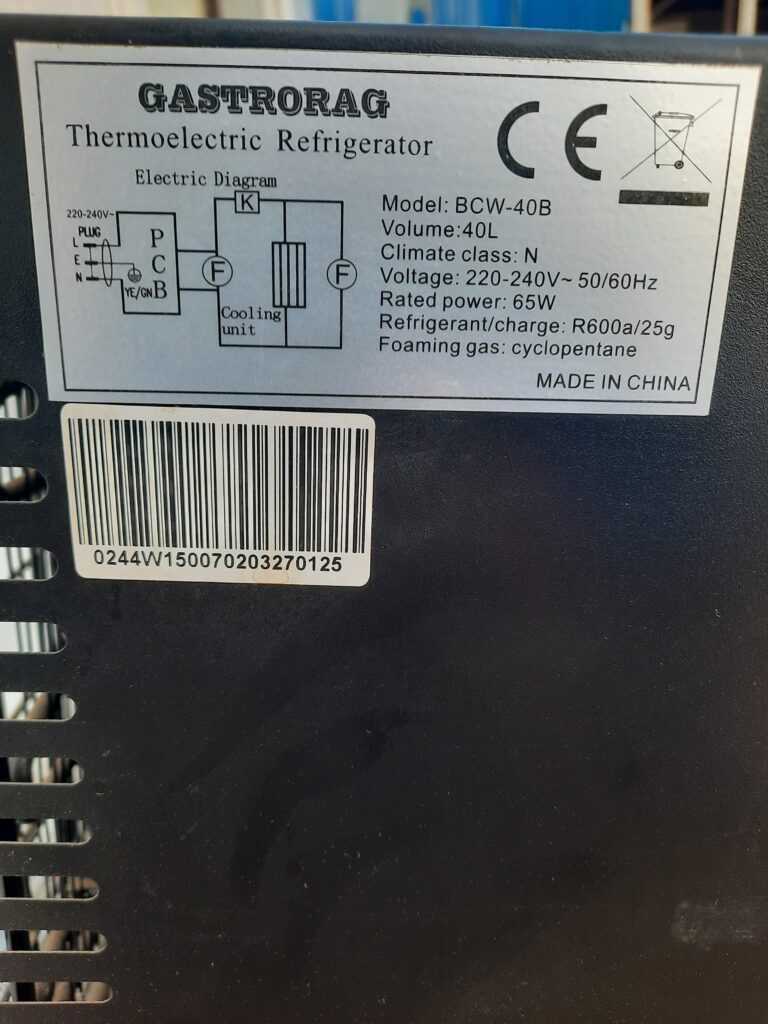 GASTRORAG
Thermoelectric Refrigerator
CE
Electric Diagram
220-240V~
PLUG
L
E
N
YE/GN
P
C
B
F
K
Cooling
unit
F
Model: BCW-40B
Volume:40L
Climate class: N
Voltage: 220-240V~ 50/60Hz
Rated power: 65W
Refrigerant/charge: R600a/25g
Foaming gas: cyclopentane
MADE IN CHINA
0244W150070203270125